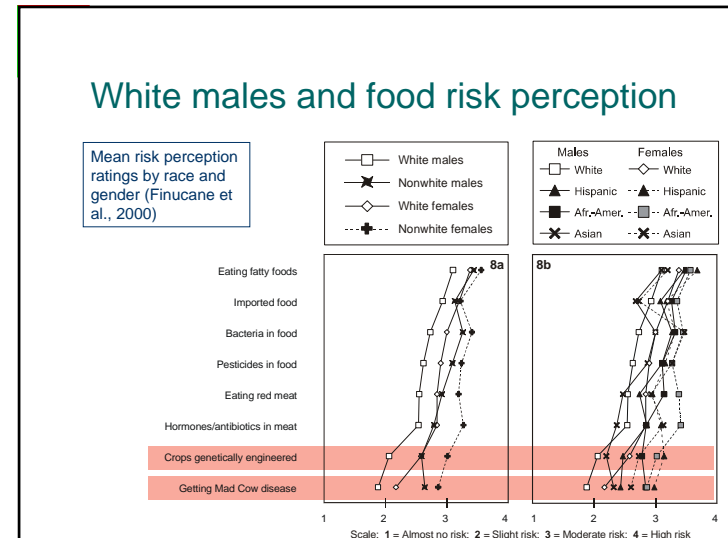 White males and food risk perception
Mean risk perception
ratings by race and
gender (Finucane et
al., 2000)
White males
Nonwhite males
White females
Nonwhite females
Males Females
White White
Hispanic Hispanic
Afr.-Amer. Afr.-Amer.
Asian Asian
8a 8b
Eating fatty foods
Imported food
Bacteria in food
Pesticides in food
Eating red meat
Hormones/antibiotics in meat
Crops genetically engineered
Getting Mad Cow disease
1 2 3 4 1 2 3 4
Scale: 1 = Almost no risk: 2 = Slight risk: 3 = Moderate risk: 4 = High risk